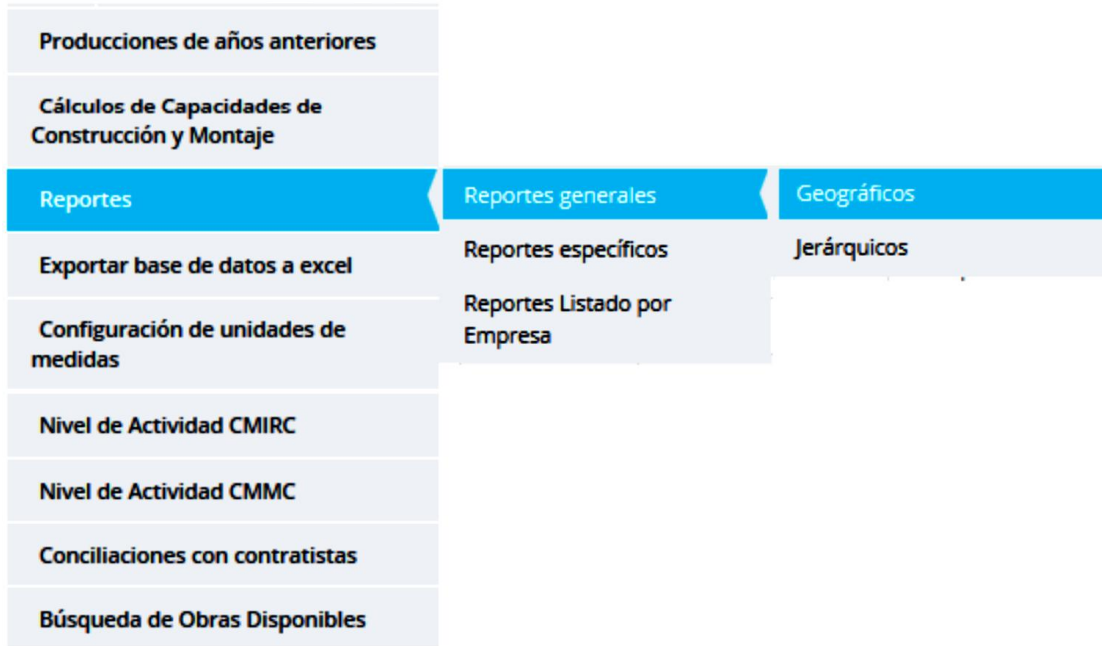 Producciones de años anteriores
Cálculos de Capacidades de
Construcción y Montaje
Reportes
Exportar base de datos a excel
Configuración de unidades de
medidas
Nivel de Actividad CMIRC
Nivel de Actividad CMMC
Conciliaciones con contratistas
Búsqueda de Obras Disponibles
Reportes generales
Reportes específicos
Reportes Listado por
Empresa
Geográficos
Jerárquicos